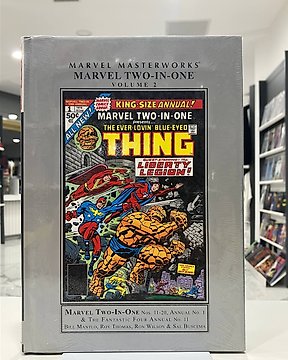 MARVEL MASTERWORKS
MARVEL TWO-IN-ONE
VOLUME 2
ALL-NEW!
50¢
KING-SIZE ANNUAL!
MARVEL TWO-IN-ONE
PRESENTS
THE EVER-LOVIN' BLUE-EYED
THING
LIBERTY
LEGION!
MARVEL TWO-IN-ONE NOS. 11-20, ANNUAL NO. 1
& THE FANTASTIC FOUR ANNUAL NO. 11
BILL MANTLO, ROY THOMAS, RON WILSON & SAL BUSCEMA